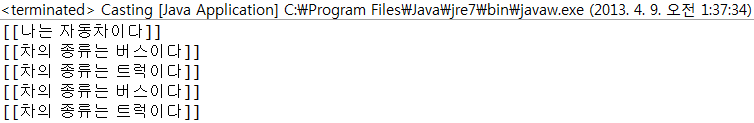 <terminated> Casting [Java Application] C:₩Program Files₩Java₩jre7₩bin₩javaw.exe (2013. 4. 9. 오전 1:37:34)
[[나는 자동차이다]]
[[차의 종류는 버스이다]]
[[차의 종류는 트럭이다]]
[[차의 종류는 버스이다]]
[[차의 종류는 트럭이다]]